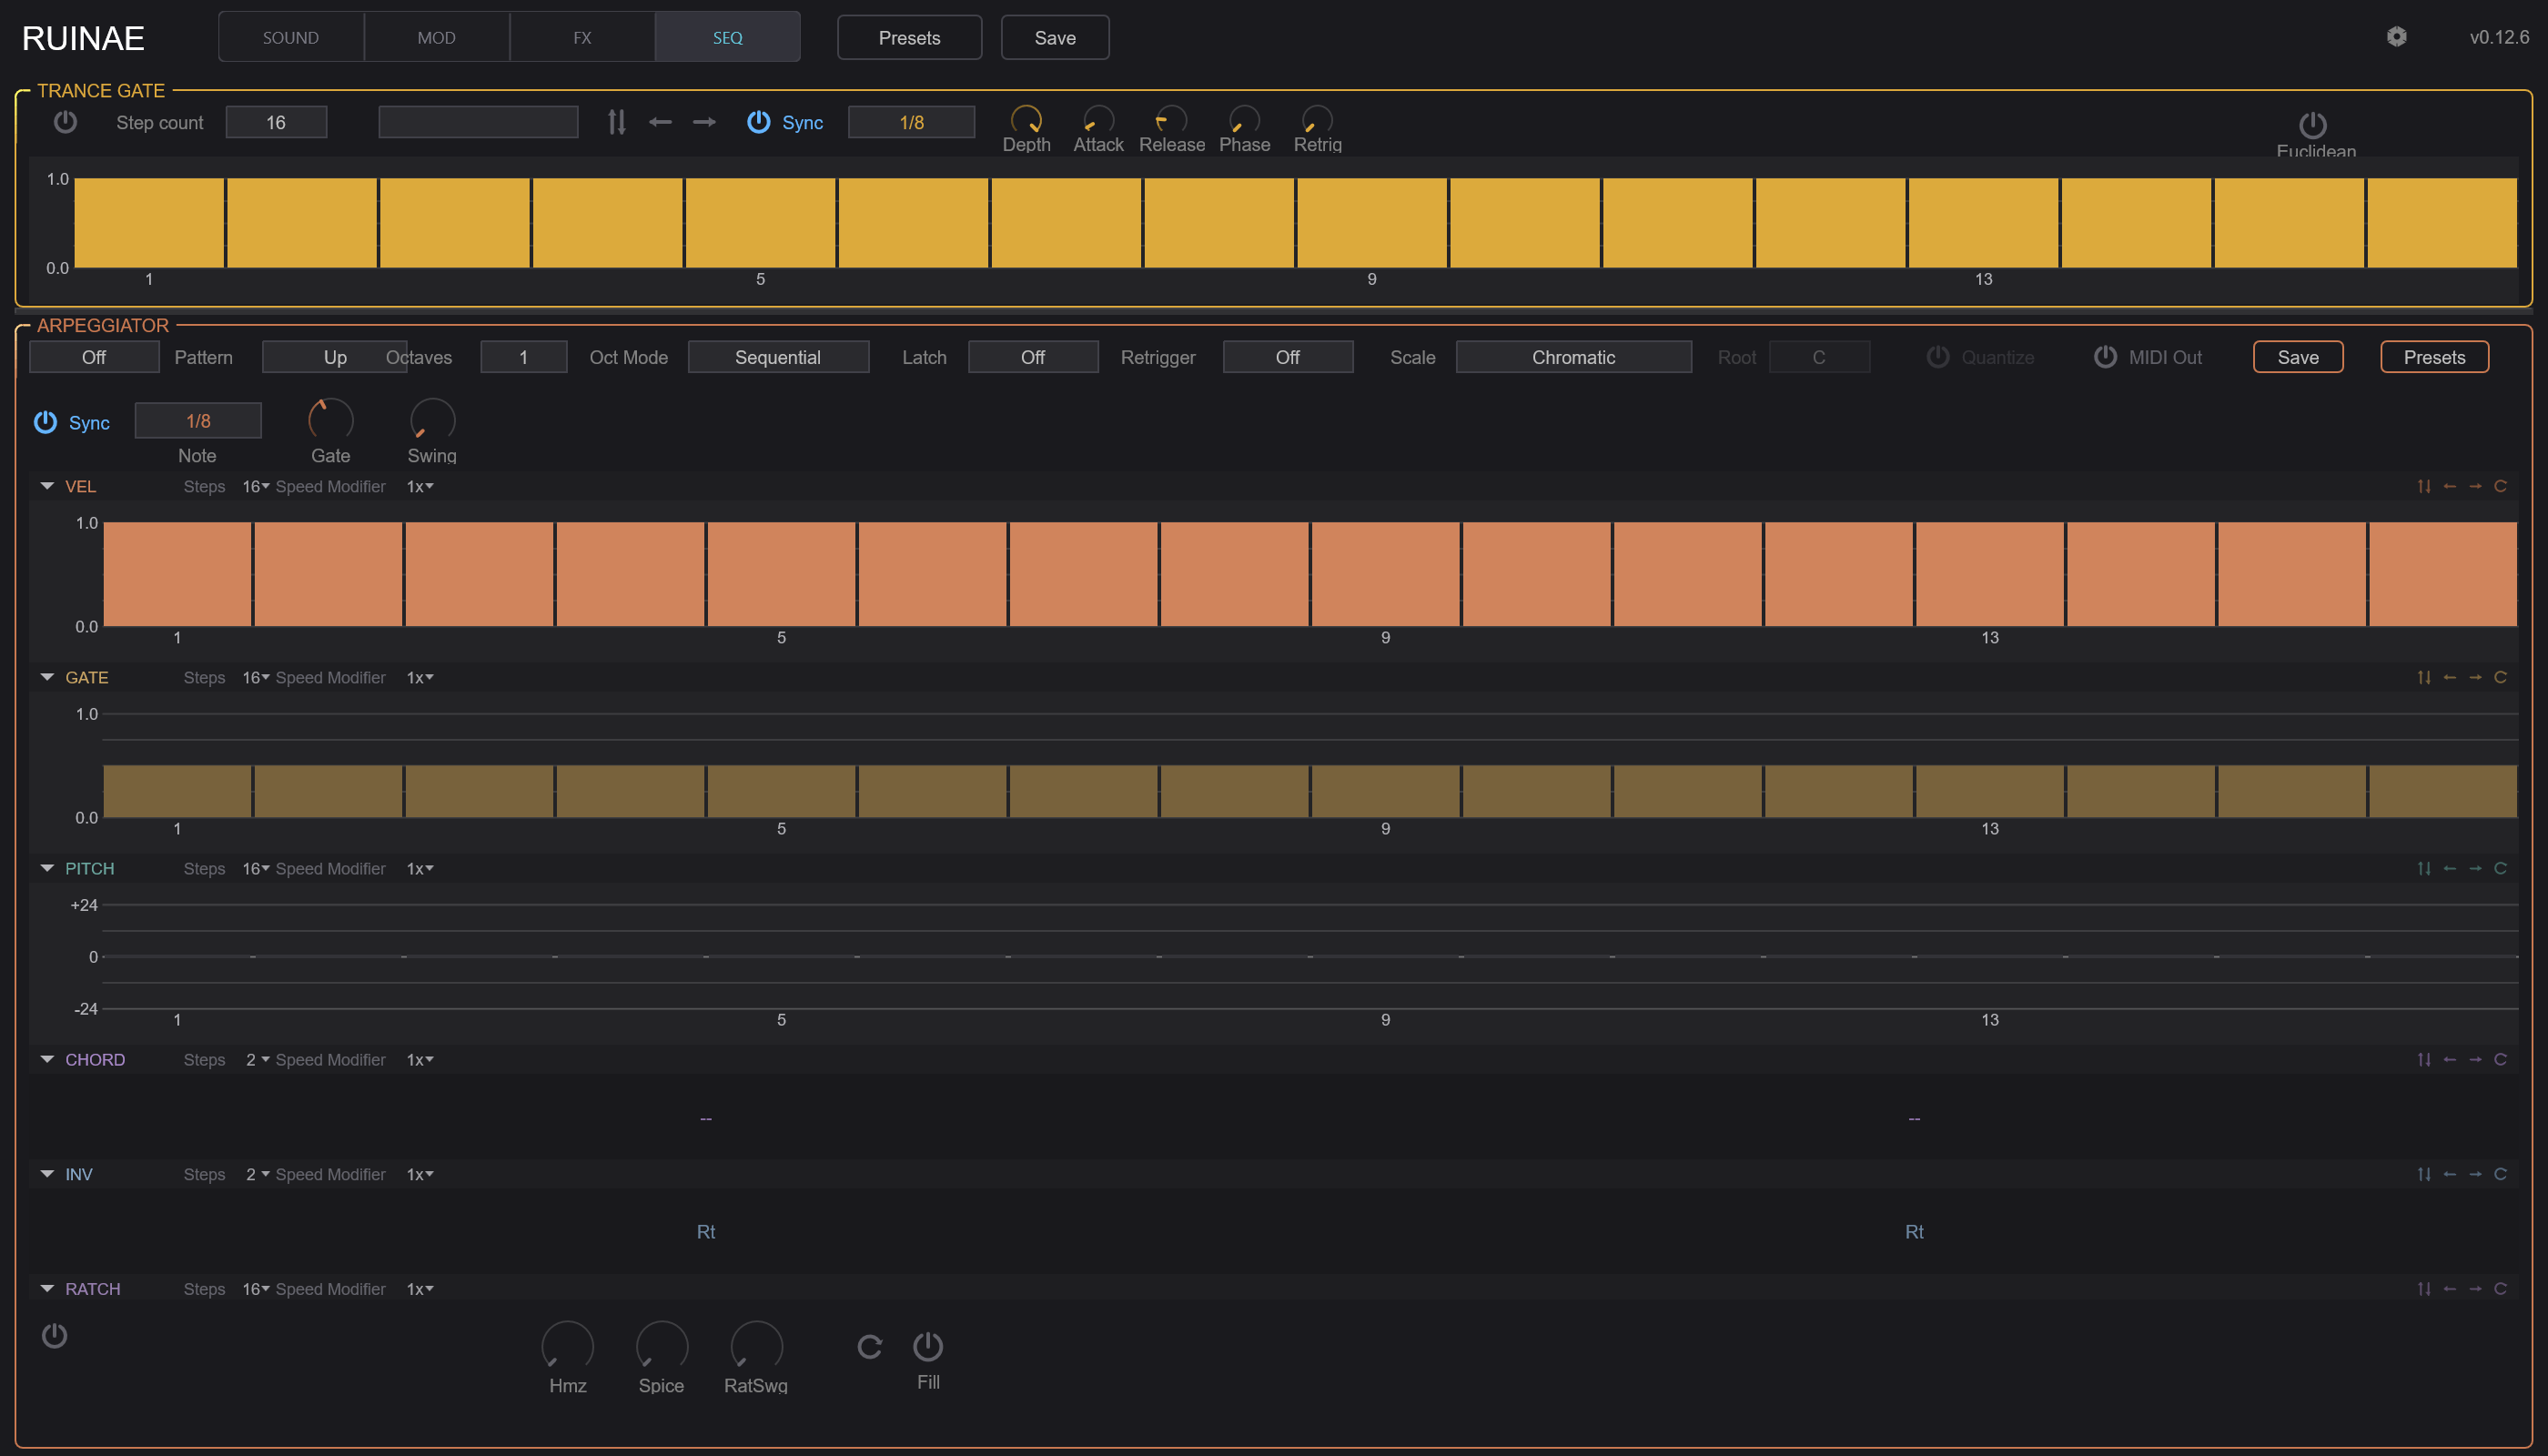 RUINAE SOUND MOD FX SEQ Presets Save v0.12.6
TRANCE GATE
Step count 16 Sync 1/8 Depth Attack Release Phase Retrig Euclidean
1.0
0.0
1 5 9 13
ARPEGGIATOR
Off Pattern Up Octaves 1 Oct Mode Sequential Latch Off Retrigger Off Scale Chromatic Root C Quantize MIDI Out Save Presets
Sync 1/8
Note Gate Swing
VEL Steps 16 Speed Modifier 1x
1.0
0.0
1 5 9 13
GATE Steps 16 Speed Modifier 1x
1.0
0.0
1 5 9 13
PITCH Steps 16 Speed Modifier 1x
+24
0
-24
1 5 9 13
CHORD Steps 2 Speed Modifier 1x
-- --
INV Steps 2 Speed Modifier 1x
Rt Rt
RATCH Steps 16 Speed Modifier 1x
Hmz Spice RatSwg Fill